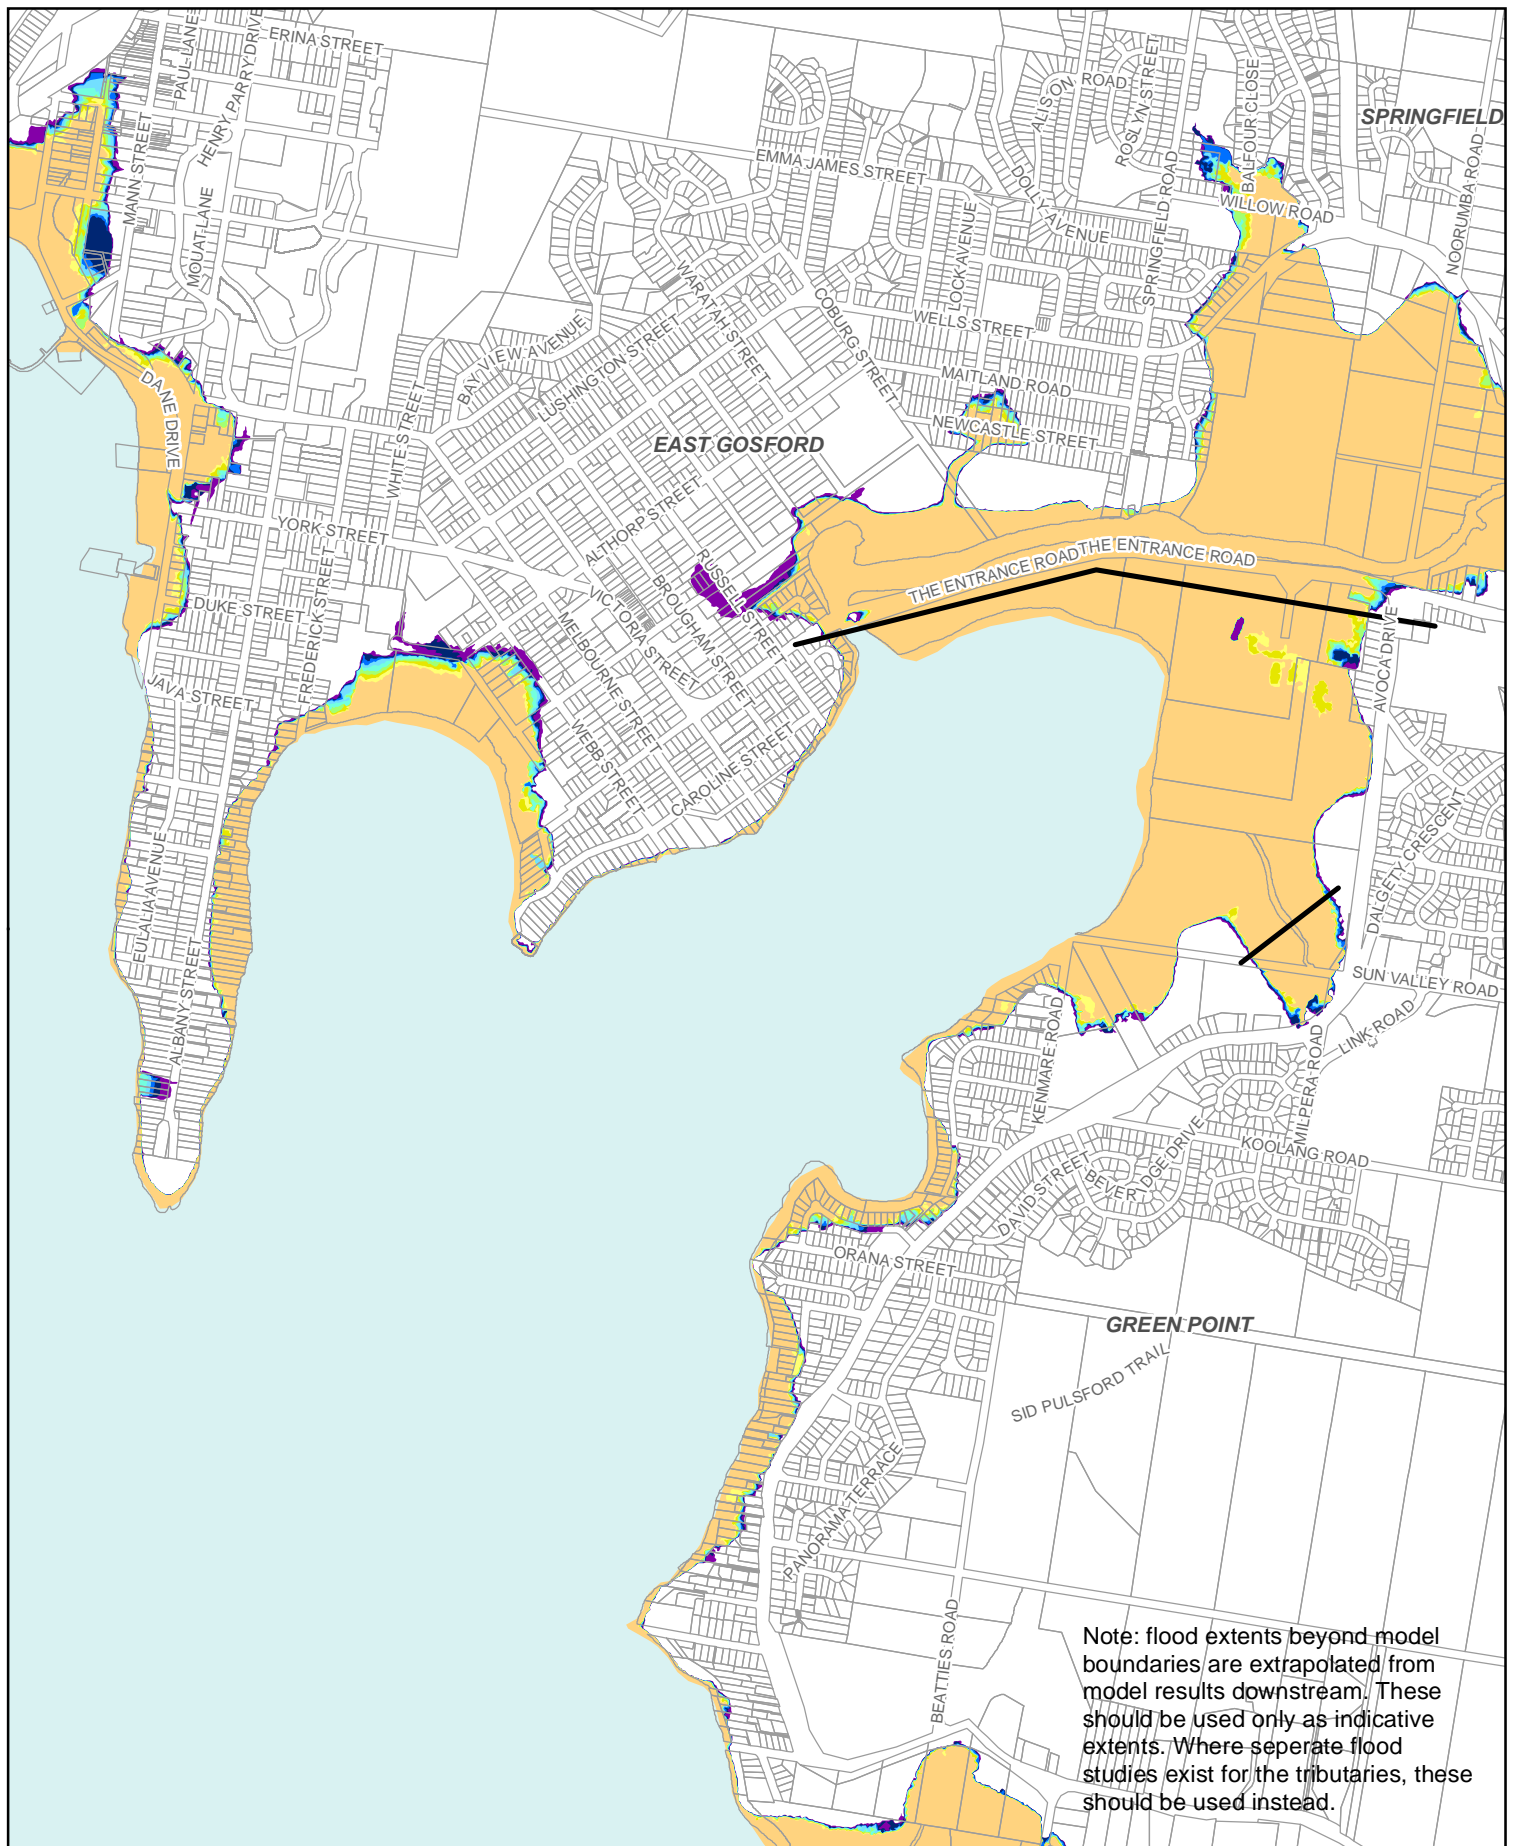 ERINA STREET
PAUL LANE
HENRY PARRY DRIVE
MANN STREET
MOUAT LANE
ALISON ROAD
ROSLYN STREET
BALFOUR CLOSE
SPRINGFIELD
EMMA JAMES STREET
DOLLY AVENUE
SPRINGFIELD ROAD
WILLOW ROAD
NOORUMBA ROAD
LOCK AVENUE
WARATAH STREET
COBURG STREET
WELLS STREET
BAY VIEW AVENUE
LUSHINGTON STREET
MAITLAND ROAD
DANE DRIVE
WHITE STREET
NEWCASTLE STREET
EAST GOSFORD
YORK STREET
ALTHORP STREET
THE ENTRANCE ROAD
THE ENTRANCE ROAD
FREDERICK STREET
DUKE STREET
RUSSELL STREET
BROUGHAM STREET
VICTORIA STREET
MELBOURNE STREET
AVOCA DRIVE
JAVA STREET
WEBB STREET
CAROLINE STREET
EULALIA AVENUE
DALGETY CRESCENT
ALBANY STREET
SUN VALLEY ROAD
LINK ROAD
KENMARE ROAD
MILPERA ROAD
KOOLANG ROAD
DAVID STREET
BEVER DGE DRIVE
ORANA STREET
GREEN POINT
SID PULSFORD TRAIL
PANORAMA TERRACE
BEATTIES ROAD
Note: flood extents beyond model
boundaries are extrapolated from
model results downstream. These
should be used only as indicative
extents. Where seperate flood
studies exist for the tributaries, these
should be used instead.